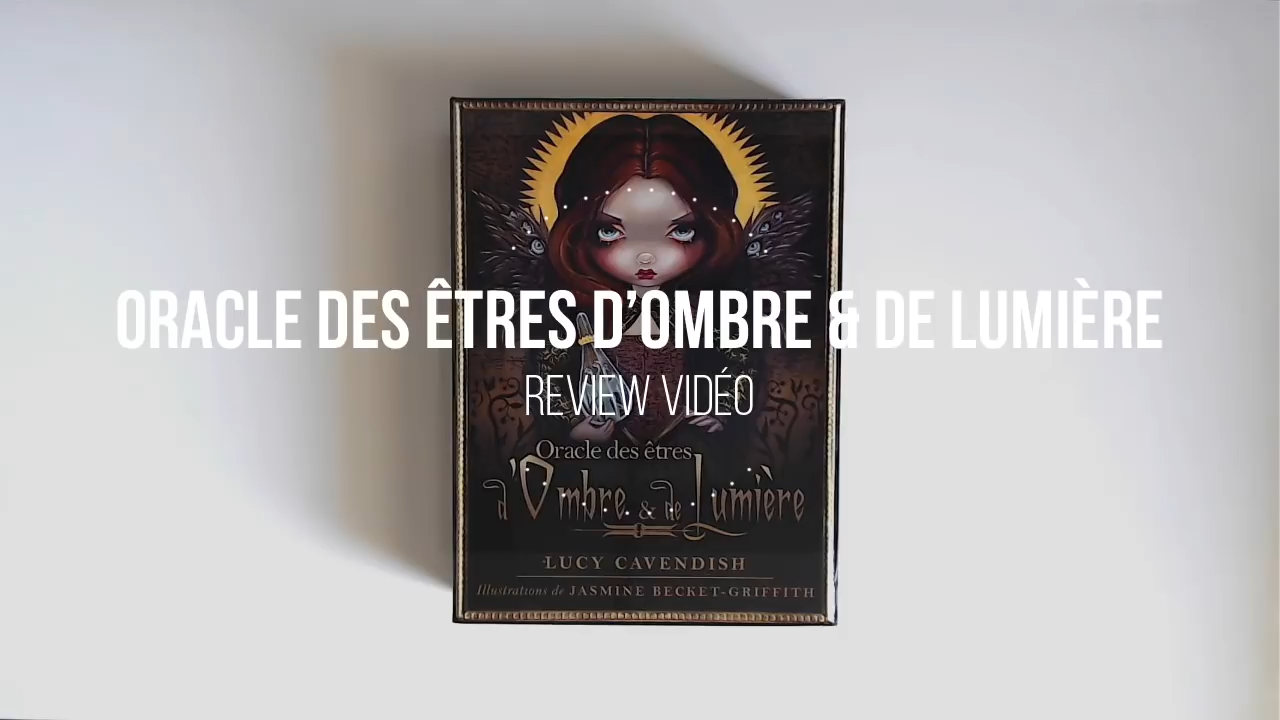 ORACLE DES ÊTRES D’OMBRE & DE LUMIÈRE
REVIEW VIDÉO
Oracle des êtres
d'Ombre & de Lumière
LUCY CAVENDISH
Illustrations de JASMINE BECKET-GRIFFITH